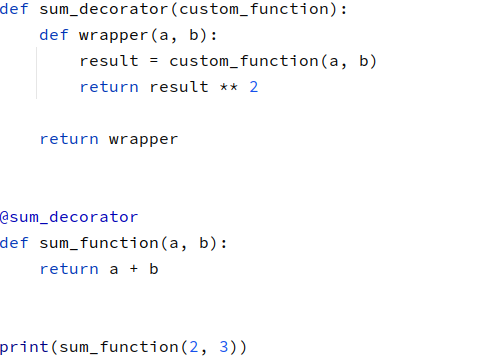 def sum_decorator(custom_function):
    def wrapper(a, b):
        result = custom_function(a, b)
        return result ** 2

    return wrapper


@sum_decorator
def sum_function(a, b):
    return a + b


print(sum_function(2, 3))